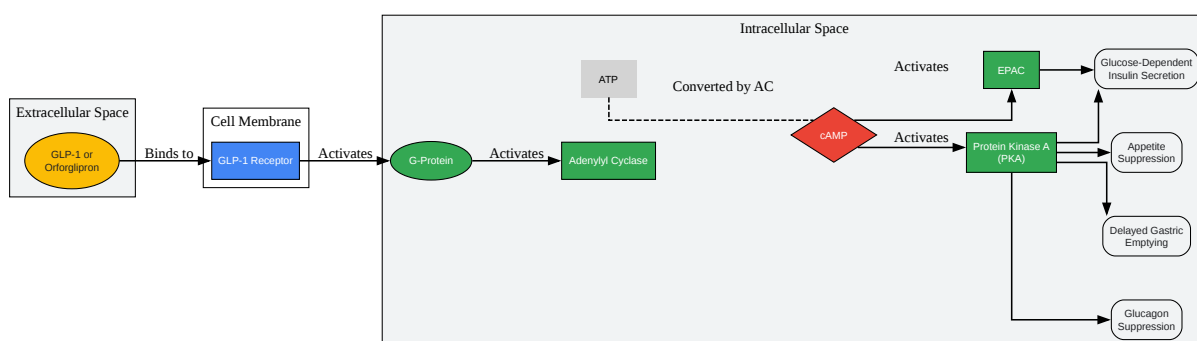 Intracellular Space
Extracellular Space
GLP-1 or
Orforglipron
Binds to
Cell Membrane
GLP-1 Receptor
Activates
G-Protein
Activates
Adenylyl Cyclase
ATP
Converted by AC
cAMP
Activates
EPAC
Activates
Protein Kinase A
(PKA)
Glucose-Dependent
Insulin Secretion
Appetite
Suppression
Delayed Gastric
Emptying
Glucagon
Suppression